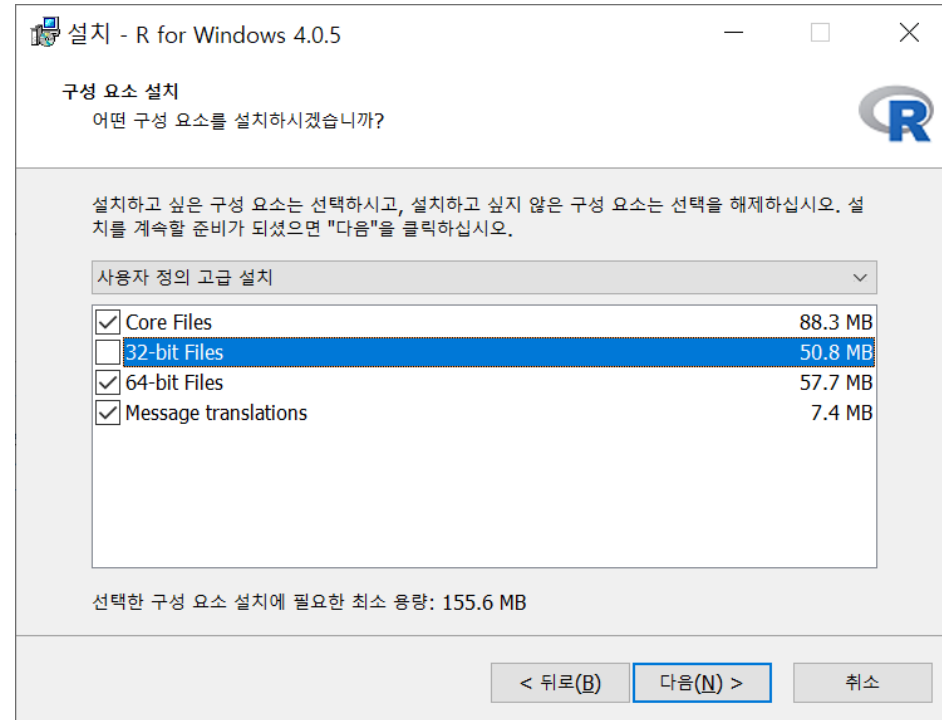 설치 - R for Windows 4.0.5
구성 요소 설치
어떤 구성 요소를 설치하시겠습니까?
R
설치하고 싶은 구성 요소는 선택하시고, 설치하고 싶지 않은 구성 요소는 선택을 해제하십시오. 설
치를 계속할 준비가 되셨으면 "다음"을 클릭하십시오.
사용자 정의 고급 설치
Core Files 88.3 MB
32-bit Files 50.8 MB
64-bit Files 57.7 MB
Message translations 7.4 MB
선택한 구성 요소 설치에 필요한 최소 용량: 155.6 MB
< 뒤로(B) 다음(N) > 취소